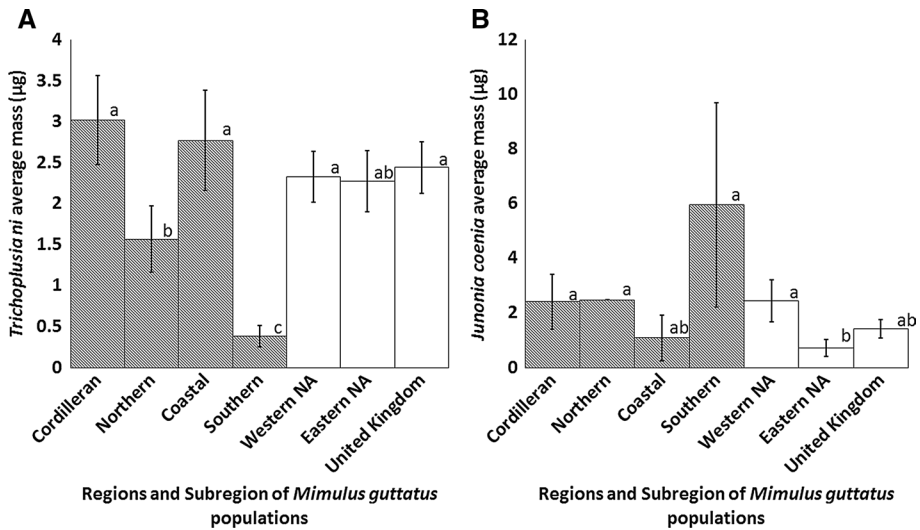 A
Trichoplusia ni average mass (µg)
4
3.5
3
2.5
2
1.5
1
0.5
0
a
b
a
c
a
ab
a
Cordilleran
Northern
Coastal
Southern
Western NA
Eastern NA
United Kingdom
Regions and Subregion of Mimulus guttatus
populations
B
Junonia coenia average mass (µg)
12
10
8
6
4
2
0
a
a
ab
a
a
b
ab
Cordilleran
Northern
Coastal
Southern
Western NA
Eastern NA
United Kingdom
Regions and Subregion of Mimulus guttatus
populations